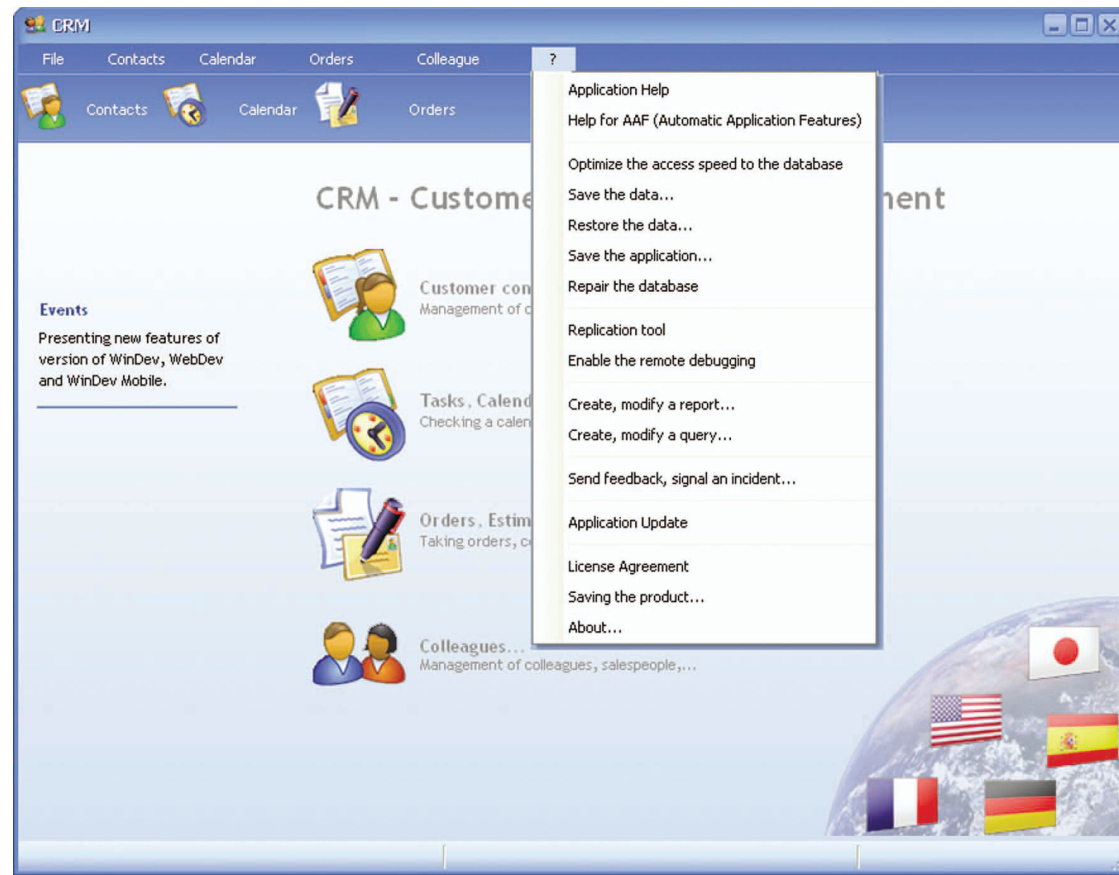 CRM
File Contacts Calendar Orders Colleague ?
Contacts Calendar Orders
Application Help
Help for AAF (Automatic Application Features)
Optimize the access speed to the database
Save the data...
Restore the data...
Save the application...
Repair the database
Replication tool
Enable the remote debugging
Create, modify a report...
Create, modify a query...
Send feedback, signal an incident...
Application Update
License Agreement
Saving the product...
About...
CRM - Custome ment
Events
Presenting new features of
version of WinDev, WebDev
and WinDev Mobile.
Customer con
Management of c
Tasks, Calend
Checking a calen
Orders, Estim
Taking orders, c
Colleagues...
Management of colleagues, salespeople,...